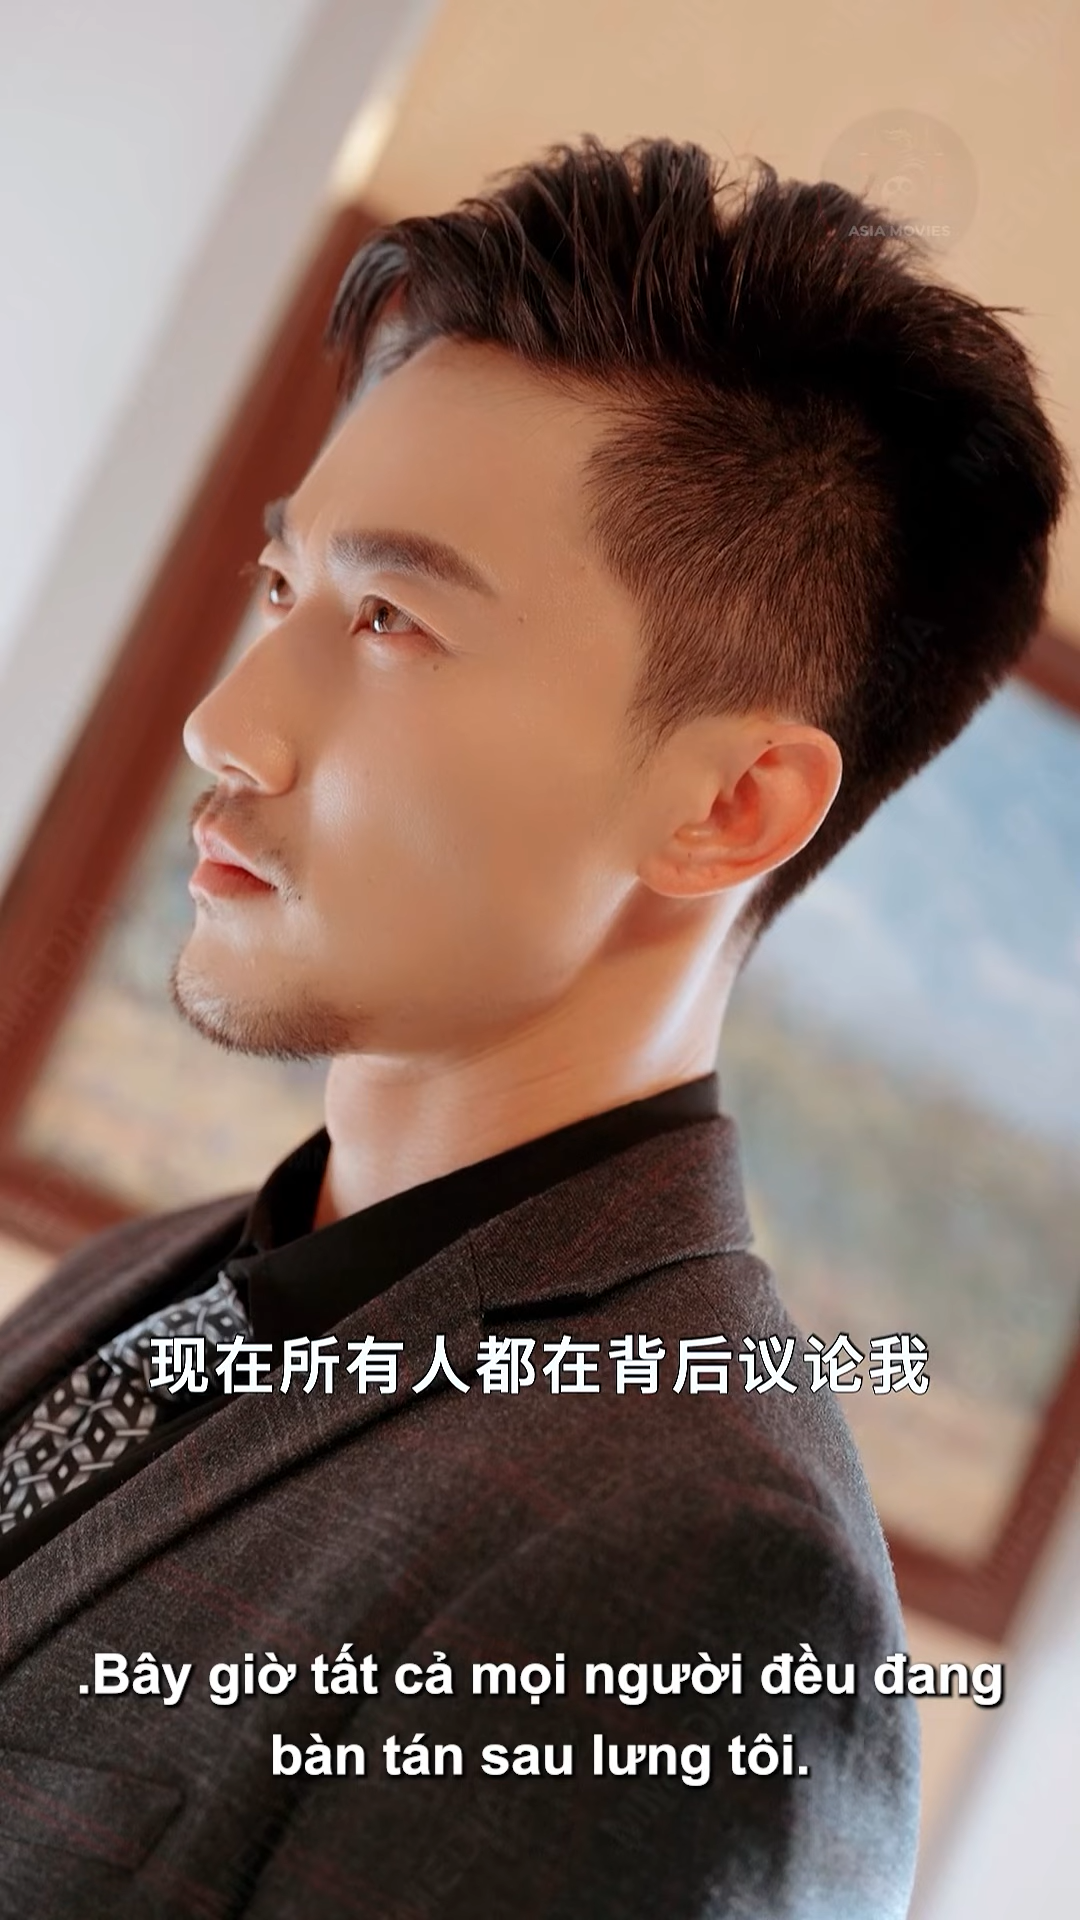 ASIA MOVIES
现在所有人都在背后议论我
.Bây giờ tất cả mọi người đều đang
bàn tán sau lưng tôi.